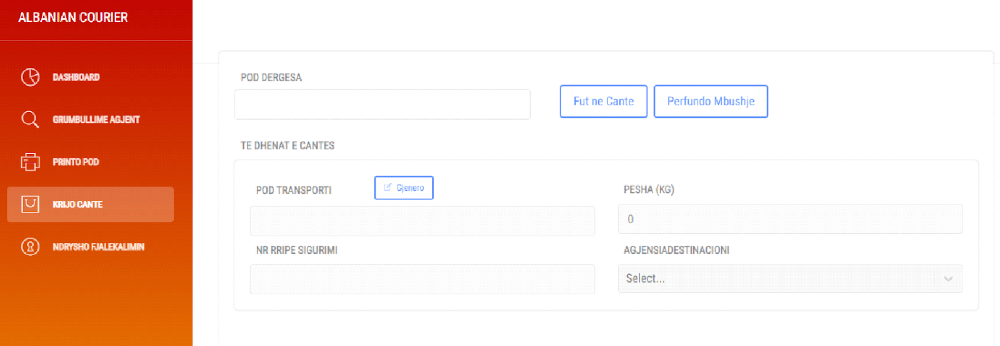 ALBANIAN COURIER
DASHBOARD
GRUMBULLIME AGJENT
PRINTO POD
KRIJO CANTE
NDRYSHO FJALEKALIMIN
POD DERGESA
Fut ne Cante
Perfundo Mbushje
TE DHENAT E CANTES
POD TRANSPORTI
Gjenero
PESHA (KG)
0
NR RRIPE SIGURIMI
AGJENSIADESTINACIONI
Select...